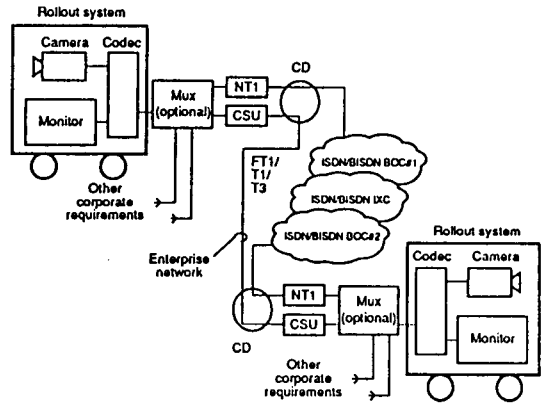 Rollout system
Camera
Codec
Monitor
Mux
(optional)
NT1
CSU
CD
FT1/
T1/
T3
Other
corporate
requirements
ISDN/BISDN BOC#1
ISDN/BISDN IXC
ISDN/BISDN BOC#2
Enterprise
network
Rollout system
Codec
Camera
NT1
CSU
Mux
(optional)
Monitor
CD
Other
corporate
requirements